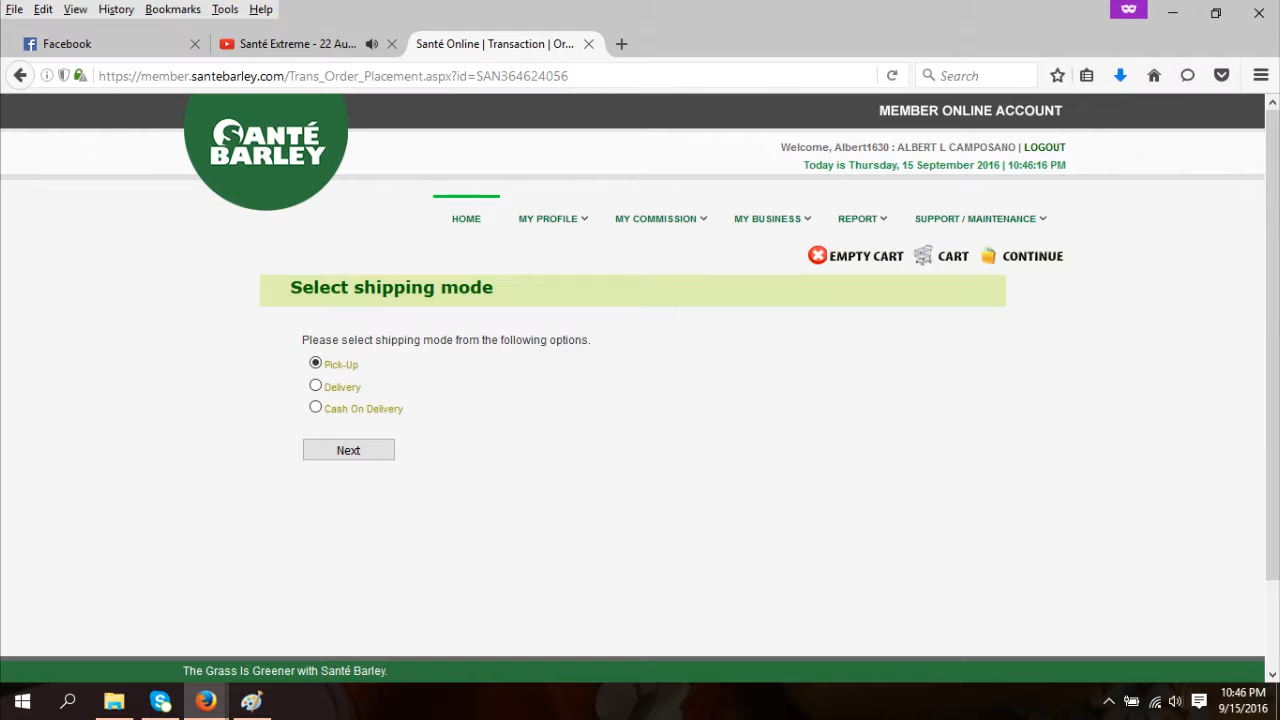 File Edit View History Bookmarks Tools Help
Facebook
Santé Extreme - 22 Au...
Santé Online | Transaction | Or...
https://member.santebarley.com/Trans_Order_Placement.aspx?id=SAN364624056
Search
SANTÉ
BARLEY
MEMBER ONLINE ACCOUNT
Welcome, Albert1630 : ALBERT L CAMPOSANO | LOGOUT
Today is Thursday, 15 September 2016 | 10:46:16 PM
HOME MY PROFILE MY COMMISSION MY BUSINESS REPORT SUPPORT / MAINTENANCE
EMPTY CART CART CONTINUE
Select shipping mode
Please select shipping mode from the following options.
Pick-Up
Delivery
Cash On Delivery
Next
The Grass Is Greener with Santé Barley.
10:46 PM
9/15/2016